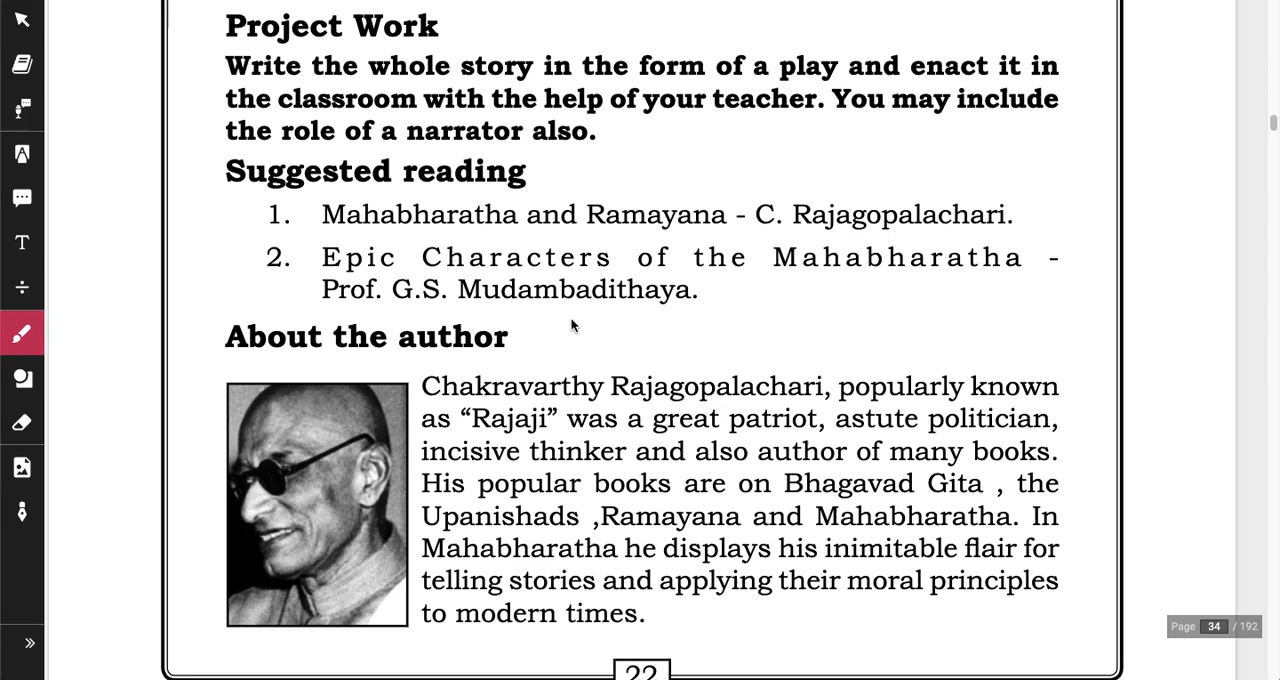 Project Work
Write the whole story in the form of a play and enact it in
the classroom with the help of your teacher. You may include
the role of a narrator also.
Suggested reading
1. Mahabharatha and Ramayana - C. Rajagopalachari.
2. Epic Characters of the Mahabharatha -
Prof. G.S. Mudambadithaya.
About the author
Chakravarthy Rajagopalachari, popularly known
as “Rajaji” was a great patriot, astute politician,
incisive thinker and also author of many books.
His popular books are on Bhagavad Gita , the
Upanishads ,Ramayana and Mahabharatha. In
Mahabharatha he displays his inimitable flair for
telling stories and applying their moral principles
to modern times.
Page 34 / 192
22